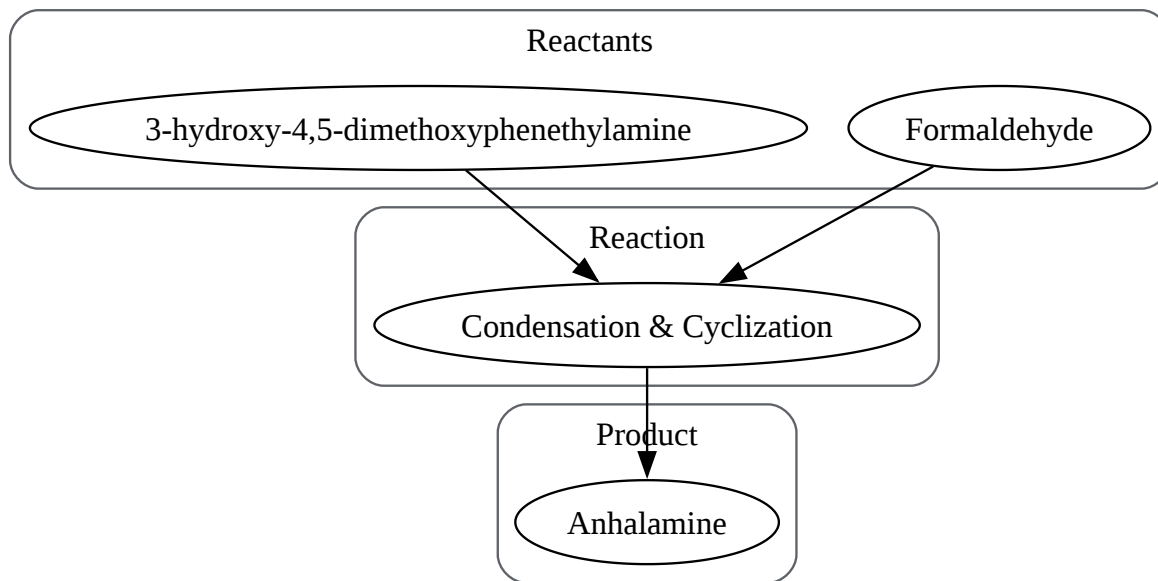 Reactants
3-hydroxy-4,5-dimethoxyphenethylamine
Formaldehyde
Reaction
Condensation & Cyclization
Product
Anhalamine